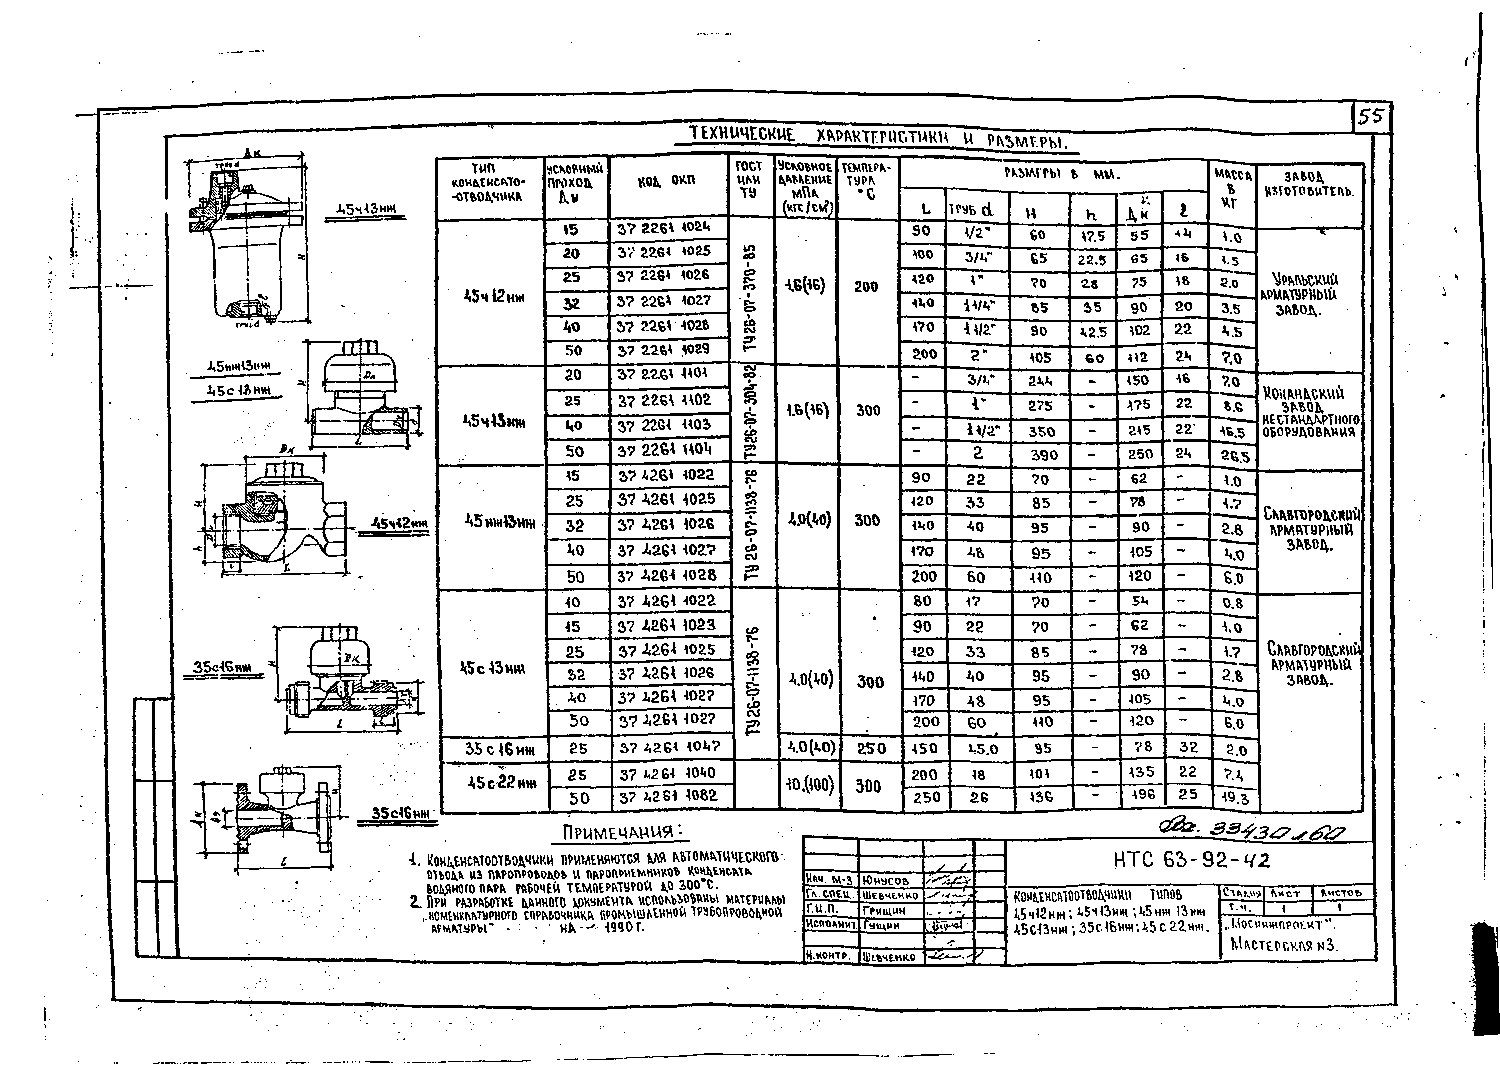 55
ТЕХНИЧЕСКИЕ ХАРАКТЕРИСТИКИ И РАЗМЕРЫ.
ТИП КОНДЕНСАТО- -ОТВОДЧИКА | УСЛОВНЫЙ ПРОХОД Ду | КОД ОКП | ГОСТ ИЛИ ТУ | УСЛОВНОЕ ДАВЛЕНИЕ МПА (кгс/см²) | ТЕМПЕРА- ТУРА °С | РАЗМЕРЫ В ММ. | МАССА В КГ | ЗАВОД ИЗГОТОВИТЕЛЬ.
L | ТРУБ d | H | h | Дк | ℓ
45ч12нж | ТУ26-07-370-85 | 1.6(16) | 200 | УРАЛЬСКИЙ АРМАТУРНЫЙ ЗАВОД.
15 | 37 2261 1024 | 90 | 1/2" | 60 | 17.5 | 55 | 14 | 1.0
20 | 37 2261 1025 | 100 | 3/4" | 65 | 22.5 | 65 | 16 | 1.5
25 | 37 2261 1026 | 120 | 1" | 70 | 28 | 75 | 18 | 2.0
32 | 37 2261 1027 | 140 | 1 1/4" | 85 | 35 | 90 | 20 | 3.5
40 | 37 2261 1028 | 170 | 1 1/2" | 90 | 42.5 | 102 | 22 | 4.5
50 | 37 2261 1029 | 200 | 2" | 105 | 60 | 112 | 24 | 7.0
45ч13нж | ТУ26-07-304-82 | 1.6(16) | 300 | КОКАНДСКИЙ ЗАВОД НЕСТАНДАРТНОГО ОБОРУДОВАНИЯ
20 | 37 2261 1101 | - | 3/4" | 244 | - | 150 | 16 | 7.0
25 | 37 2261 1102 | - | 1" | 275 | - | 175 | 22 | 8.6
40 | 37 2261 1103 | - | 1 1/2" | 350 | - | 215 | 22 | 16.5
50 | 37 2261 1104 | - | 2 | 390 | - | 250 | 24 | 26.5
45нж13нж | ТУ 26-07-1138-76 | 4.0(40) | 300 | СЛАВГОРОДСКИЙ АРМАТУРНЫЙ ЗАВОД.
15 | 37 4261 1022 | 90 | 22 | 70 | - | 62 | - | 1.0
25 | 37 4261 1025 | 120 | 33 | 85 | - | 78 | - | 1.7
32 | 37 4261 1026 | 140 | 40 | 95 | - | 90 | - | 2.8
40 | 37 4261 1027 | 170 | 48 | 95 | - | 105 | - | 4.0
50 | 37 4261 1028 | 200 | 60 | 110 | - | 120 | - | 6.0
45с13нж | ТУ26-07-1138-76 | 4.0(40) | 300 | СЛАВГОРОДСКИЙ АРМАТУРНЫЙ ЗАВОД.
10 | 37 4261 1022 | 80 | 17 | 70 | - | 54 | - | 0.8
15 | 37 4261 1023 | 90 | 22 | 70 | - | 62 | - | 1.0
25 | 37 4261 1025 | 120 | 33 | 85 | - | 78 | - | 1.7
32 | 37 4261 1026 | 140 | 40 | 95 | - | 90 | - | 2.8
40 | 37 4261 1027 | 170 | 48 | 95 | - | 105 | - | 4.0
50 | 37 4261 1027 | 200 | 60 | 110 | - | 120 | - | 6.0
35с16нж | 25 | 37 4261 1047 | 4.0(40) | 250 | 150 | 45.0 | 95 | - | 78 | 32 | 2.0
45с22нж | 10.(100) | 300
25 | 37 4261 1040 | 200 | 18 | 101 | - | 135 | 22 | 7.4
50 | 37 4261 1082 | 250 | 26 | 136 | - | 196 | 25 | 19.3
45ч13нж
45нж13нж
45с13нж
45ч12нж
35с16нж
35с16нж
ПРИМЕЧАНИЯ:
1. КОНДЕНСАТООТВОДЧИКИ ПРИМЕНЯЮТСЯ ДЛЯ АВТОМАТИЧЕСКОГО
ОТВОДА ИЗ ПАРОПРОВОДОВ И ПАРОПРИЕМНИКОВ КОНДЕНСАТА
ВОДЯНОГО ПАРА РАБОЧЕЙ ТЕМПЕРАТУРОЙ ДО 300°С.
2. ПРИ РАЗРАБОТКЕ ДАННОГО ДОКУМЕНТА ИСПОЛЬЗОВАНЫ МАТЕРИАЛЫ
„НОМЕНКЛАТУРНОГО СПРАВОЧНИКА ПРОМЫШЛЕННОЙ ТРУБОПРОВОДНОЙ
АРМАТУРЫ" НА 1990 Г.
33430 л60
НТС 63-92-42
НАЧ. М-3 ЮНУСОВ
ГЛ. СПЕЦ. ШЕВЧЕНКО
Г.И.П. ГРИЩИН
ИСПОЛНИТ. ГУЩИН
Н.КОНТР. ШЕВЧЕНКО
КОНДЕНСАТООТВОДЧИКИ ТИПОВ
45ч12нж; 45ч13нж; 45нж 13нж
45с13нж; 35с16нж; 45с22нж.
СТАДИЯ ЛИСТ ЛИСТОВ
Т.Ч. 1 1
„МОСИНЖПРОЕКТ".
МАСТЕРСКАЯ N3.